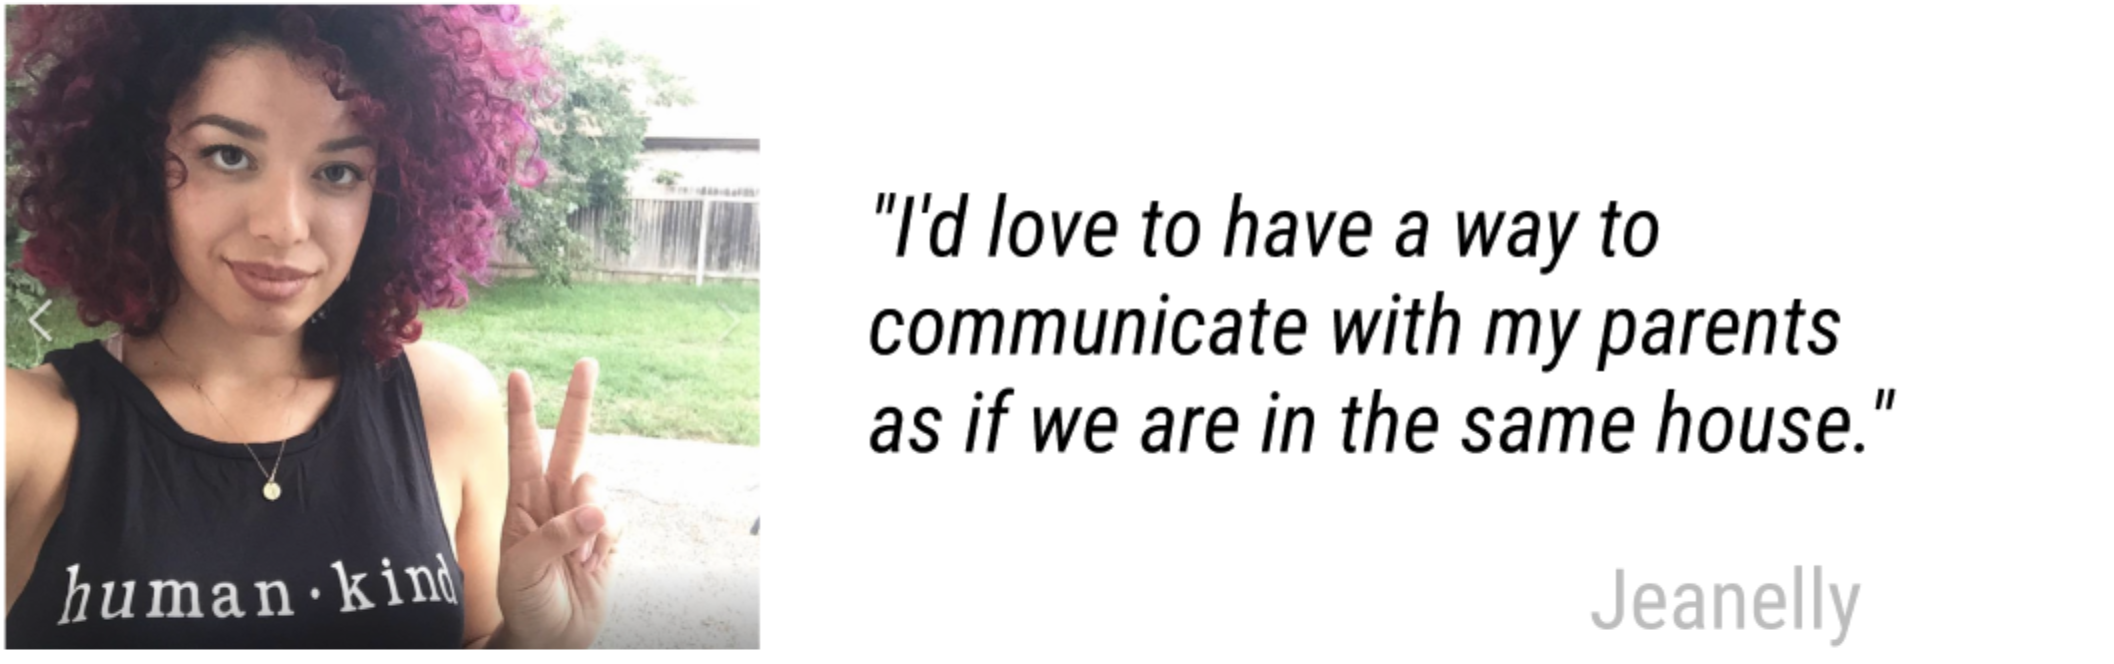 human·kind
"I'd love to have a way to
communicate with my parents
as if we are in the same house."
Jeanelly